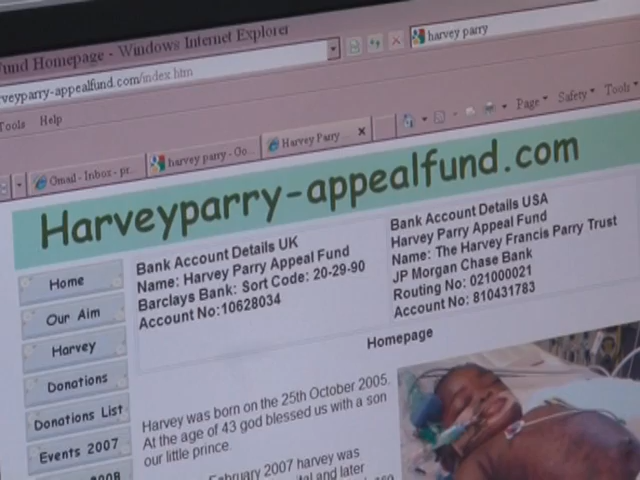 und Homepage - Windows Internet Explorer
veyparry-appealfund.com/index.htm
harvey parry
Tools Help
Page Safety Tools
Gmail - Inbox - pr...
harvey parry - Go...
Harvey Parry ...
Harveyparry-appealfund.com
Home
Our Aim
Harvey
Donations
Donations List
Events 2007
Bank Account Details UK
Name: Harvey Parry Appeal Fund
Barclays Bank: Sort Code: 20-29-90
Account No:10628034
Bank Account Details USA
Harvey Parry Appeal Fund
Name: The Harvey Francis Parry Trust
JP Morgan Chase Bank
Routing No: 021000021
Account No: 810431783
Homepage
Harvey was born on the 25th October 2005.
At the age of 43 god blessed us with a son
our little prince.
February 2007 harvey was
and later